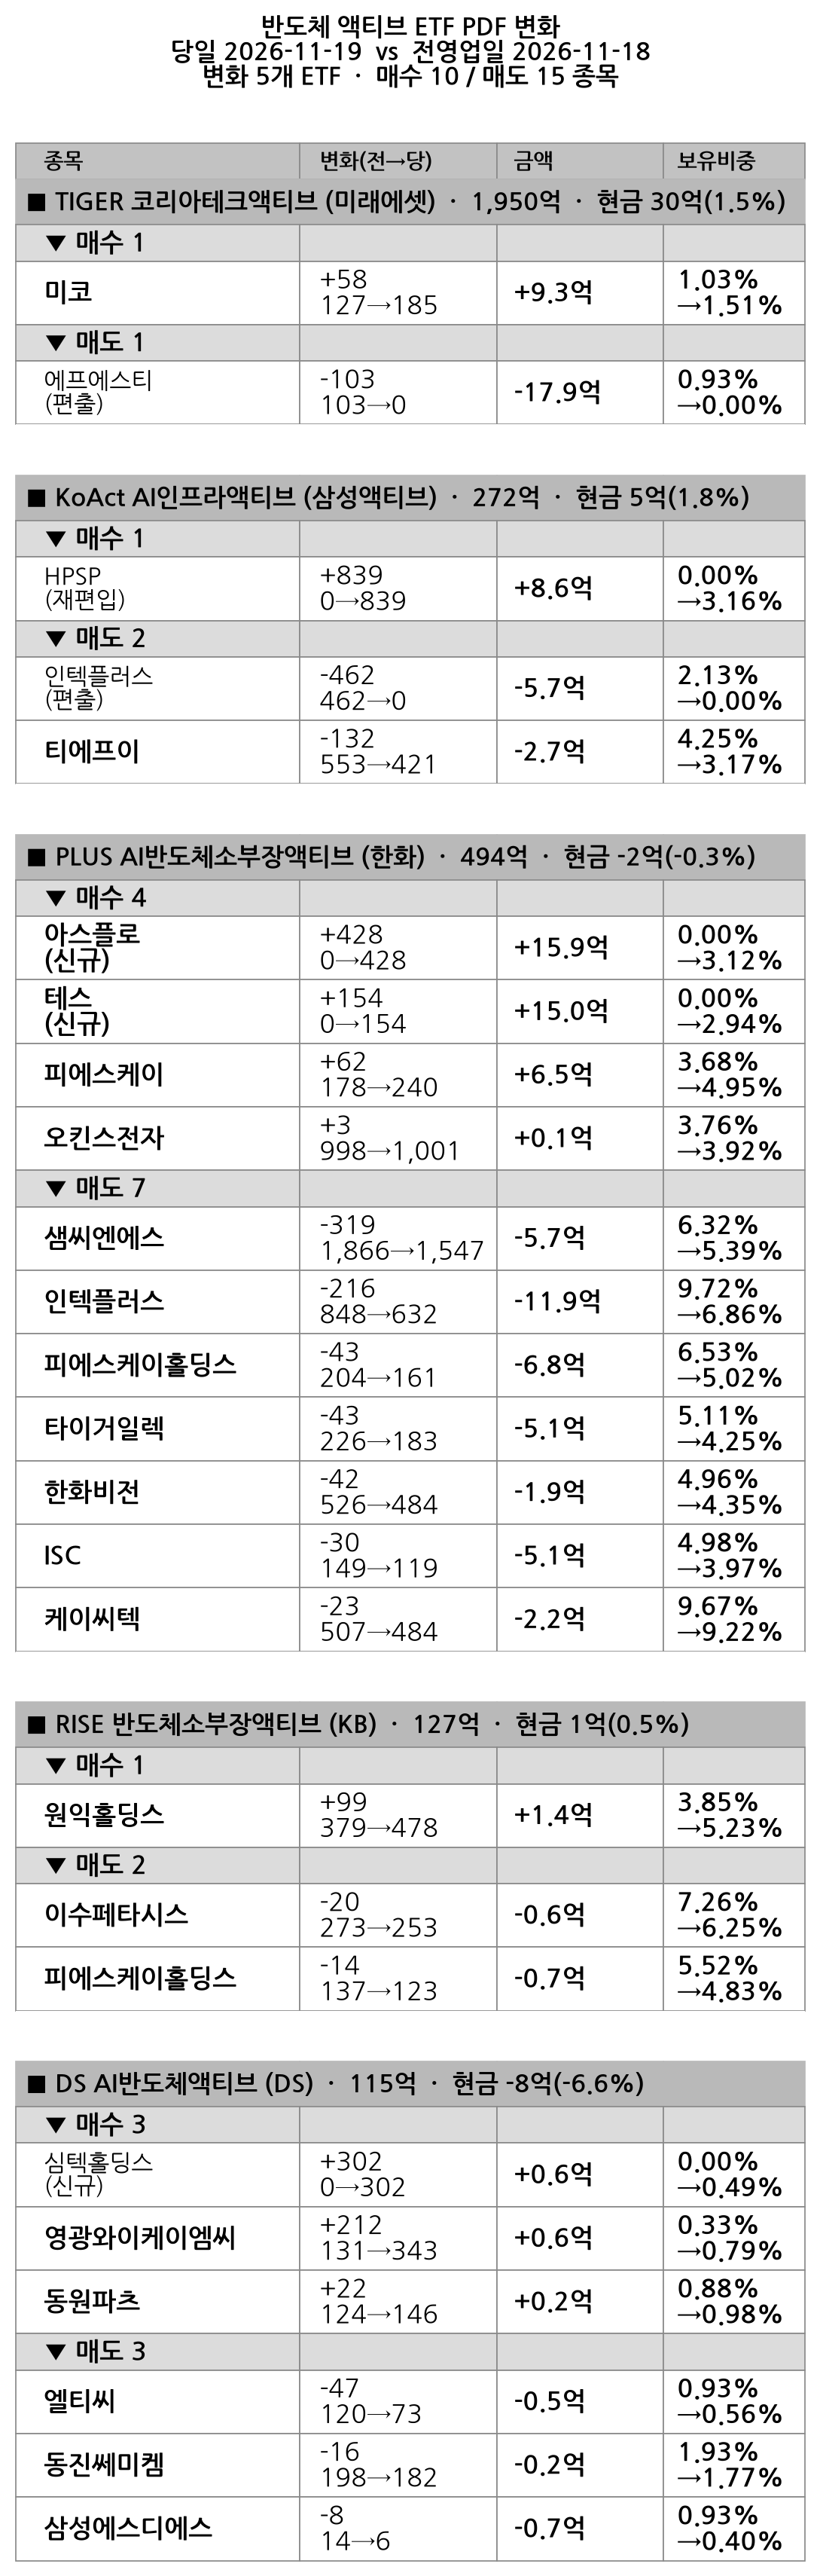 반도체 액티브 ETF PDF 변화
당일 2026-11-19 vs 전영업일 2026-11-18
변화 5개 ETF · 매수 10 / 매도 15 종목
종목 변화(전→당) 금액 보유비중
■ TIGER 코리아테크액티브 (미래에셋) · 1,950억 · 현금 30억(1.5%)
▼ 매수 1
미코 +58 127→185 +9.3억 1.03% →1.51%
▼ 매도 1
에프에스티 (편출) -103 103→0 -17.9억 0.93% →0.00%
■ KoAct AI인프라액티브 (삼성액티브) · 272억 · 현금 5억(1.8%)
▼ 매수 1
HPSP (재편입) +839 0→839 +8.6억 0.00% →3.16%
▼ 매도 2
인텍플러스 (편출) -462 462→0 -5.7억 2.13% →0.00%
티에프이 -132 553→421 -2.7억 4.25% →3.17%
■ PLUS AI반도체소부장액티브 (한화) · 494억 · 현금 -2억(-0.3%)
▼ 매수 4
아스플로 (신규) +428 0→428 +15.9억 0.00% →3.12%
테스 (신규) +154 0→154 +15.0억 0.00% →2.94%
피에스케이 +62 178→240 +6.5억 3.68% →4.95%
오킨스전자 +3 998→1,001 +0.1억 3.76% →3.92%
▼ 매도 7
샘씨엔에스 -319 1,866→1,547 -5.7억 6.32% →5.39%
인텍플러스 -216 848→632 -11.9억 9.72% →6.86%
피에스케이홀딩스 -43 204→161 -6.8억 6.53% →5.02%
타이거일렉 -43 226→183 -5.1억 5.11% →4.25%
한화비전 -42 526→484 -1.9억 4.96% →4.35%
ISC -30 149→119 -5.1억 4.98% →3.97%
케이씨텍 -23 507→484 -2.2억 9.67% →9.22%
■ RISE 반도체소부장액티브 (KB) · 127억 · 현금 1억(0.5%)
▼ 매수 1
원익홀딩스 +99 379→478 +1.4억 3.85% →5.23%
▼ 매도 2
이수페타시스 -20 273→253 -0.6억 7.26% →6.25%
피에스케이홀딩스 -14 137→123 -0.7억 5.52% →4.83%
■ DS AI반도체액티브 (DS) · 115억 · 현금 -8억(-6.6%)
▼ 매수 3
심텍홀딩스 (신규) +302 0→302 +0.6억 0.00% →0.49%
영광와이케이엠씨 +212 131→343 +0.6억 0.33% →0.79%
동원파츠 +22 124→146 +0.2억 0.88% →0.98%
▼ 매도 3
엘티씨 -47 120→73 -0.5억 0.93% →0.56%
동진쎄미켐 -16 198→182 -0.2억 1.93% →1.77%
삼성에스디에스 -8 14→6 -0.7억 0.93% →0.40%